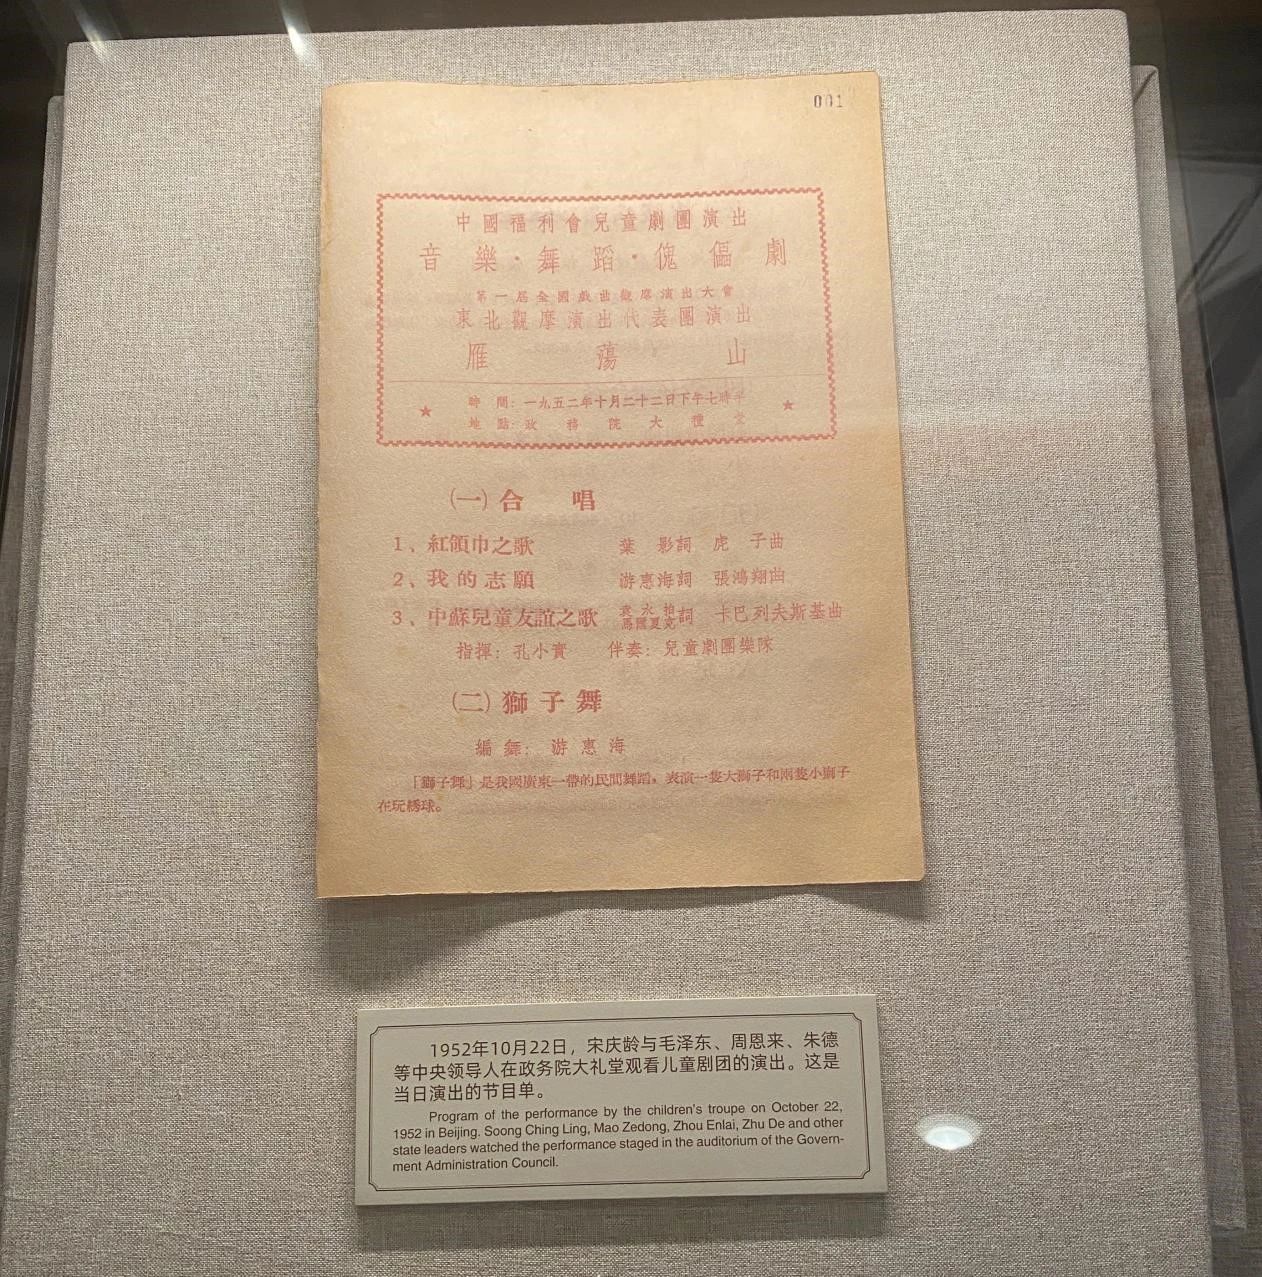 001
中國福利會兒童劇團演出
音樂·舞蹈·傀儡劇
第一屆全國戲曲觀摩演出大會
東北觀摩演出代表團演出
雁蕩山
時間：一九五二年十月二十二日下午七時半
地點：政務院大禮堂
㈠合唱
1、紅領巾之歌 葉影詞 虎子曲
2、我的志願 游惠海詞 張鴻翔曲
3、中蘇兒童友誼之歌 袁水拍 詞 卡巴列夫斯基曲
指揮：孔小賓 伴奏：兒童劇團樂隊
㈡獅子舞
編舞：游惠海
「獅子舞」是我國廣東一帶的民間舞蹈，表演一隻大獅子和兩隻小獅子
在玩綉球。
1952年10月22日，宋庆龄与毛泽东、周恩来、朱德
等中央领导人在政务院大礼堂观看儿童剧团的演出。这是
当日演出的节目单。
Program of the performance by the children's troupe on October 22,
1952 in Beijing. Soong Ching Ling, Mao Zedong, Zhou Enlai, Zhu De and other
state leaders watched the performance staged in the auditorium of the Govern-
ment Administration Council.